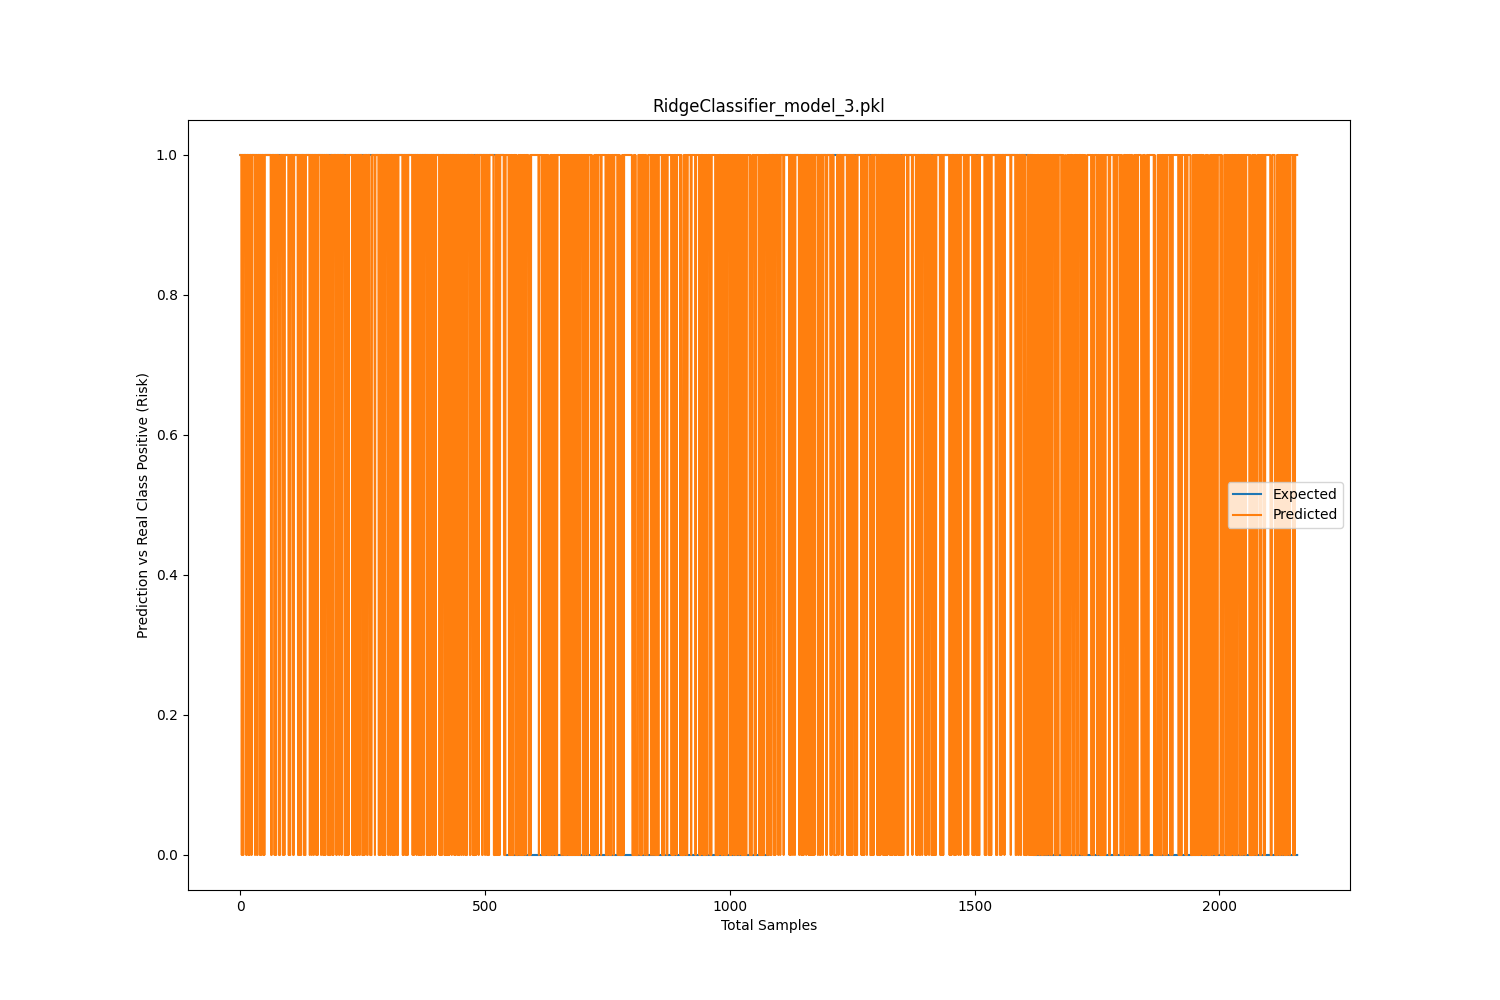 RidgeClassifier_model_3.pkl
1.0
0.8
0.6
0.4
0.2
0.0
Prediction vs Real Class Positive (Risk)
Expected
Predicted
0
500
1000
1500
2000
Total Samples